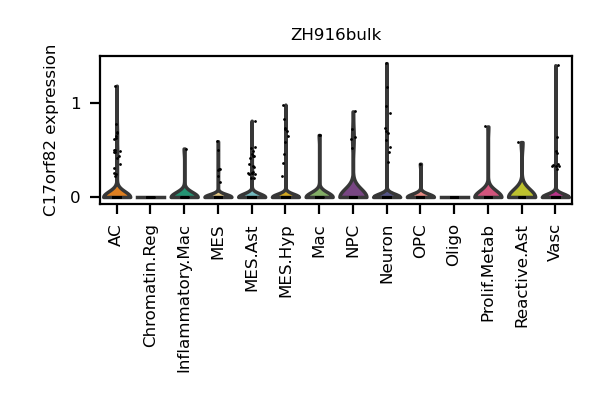 ZH916bulk
C17orf82 expression
1
0
AC
Chromatin.Reg
Inflammatory.Mac
MES
MES.Ast
MES.Hyp
Mac
NPC
Neuron
OPC
Oligo
Prolif.Metab
Reactive.Ast
Vasc